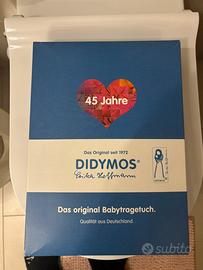 45 Jahre
Das Original seit 1972
DIDYMOS®
Erika Hoffmann
Das original Babytragetuch.
Qualität aus Deutschland.
subito